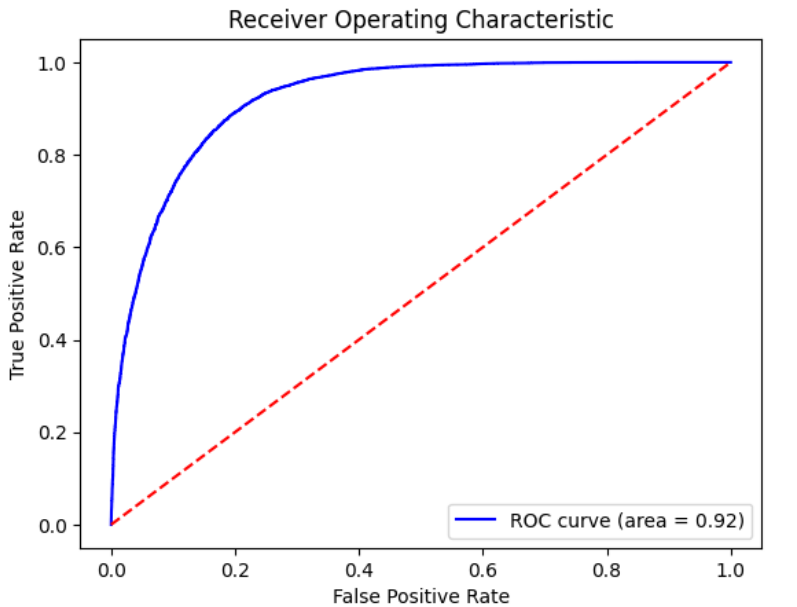 Receiver Operating Characteristic
True Positive Rate
1.0
0.8
0.6
0.4
0.2
0.0
ROC curve (area = 0.92)
0.0 0.2 0.4 0.6 0.8 1.0
False Positive Rate